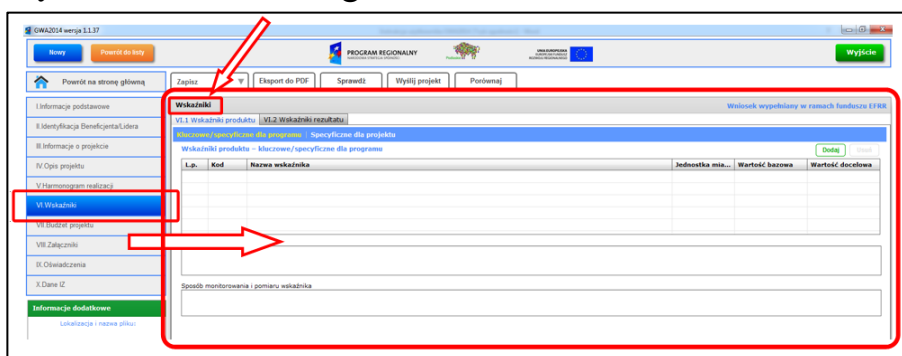 GWA2014 wersja 1.1.37
Nowy Powrót do listy PROGRAM REGIONALNY Wyjście
Powrót na stronę główną Zapisz Eksport do PDF Sprawdź Wyślij projekt Porównaj
I.Informacje podstawowe Wskaźniki Wniosek wypełniany w ramach funduszu EFRR
VI.1 Wskaźniki produktu VI.2 Wskaźniki rezultatu
II.Identyfikacja Beneficjenta/Lidera Kluczowe/specyficzne dla programu Specyficzne dla projektu
III.Informacje o projekcie Wskaźniki produktu - kluczowe/specyficzne dla programu Dodaj Usuń
IV.Opis projektu L.p. Kod Nazwa wskaźnika Jednostka mia... Wartość bazowa Wartość docelowa
V.Harmonogram realizacji
VI.Wskaźniki
VII.Budżet projektu
VIII.Załączniki
IX.Oświadczenia
X.Dane IZ Sposób monitorowania i pomiaru wskaźnika
Informacje dodatkowe
Lokalizacja i nazwa pliku: